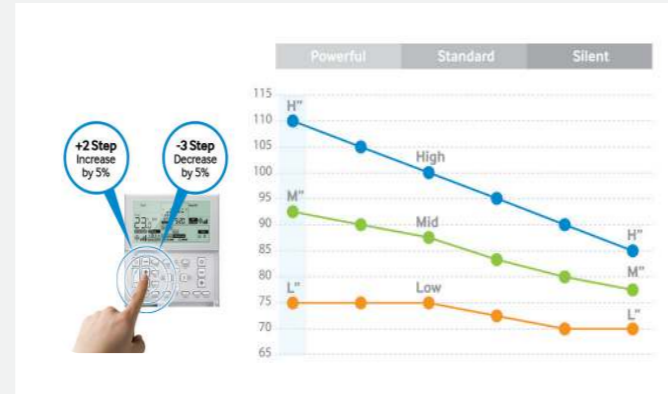 Powerful Standard Silent
+2 Step
Increase
by 5%
-3 Step
Decrease
by 5%
115
110
105
100
95
90
85
80
75
70
65
H"
High
H"
M"
Mid
M"
L"
Low
L"